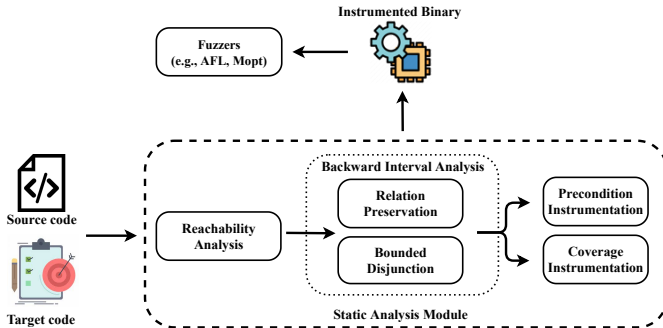 Instrumented Binary
Fuzzers
(e.g., AFL, Mopt)
</>
Source code
Target code
Reachability
Analysis
Backward Interval Analysis
Relation
Preservation
Bounded
Disjunction
Precondition
Instrumentation
Coverage
Instrumentation
Static Analysis Module